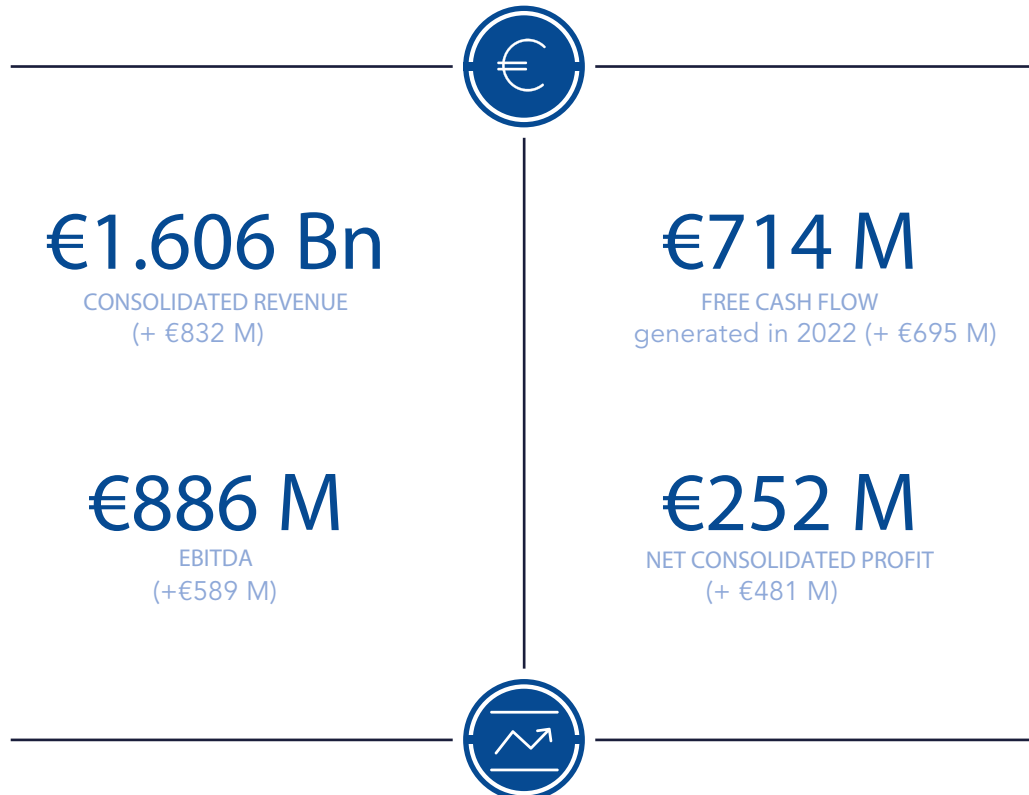 €1.606 Bn
CONSOLIDATED REVENUE
(+ €832 M)
€714 M
FREE CASH FLOW
generated in 2022 (+ €695 M)
€886 M
EBITDA
(+€589 M)
€252 M
NET CONSOLIDATED PROFIT
(+ €481 M)